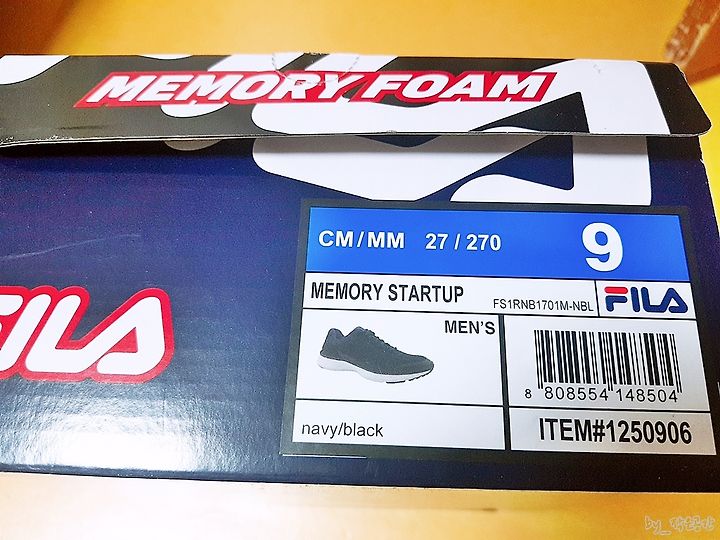 MEMORY FOAM
FILA
CM/MM 27 / 270 9
MEMORY STARTUP FS1RNB1701M-NBL FILA
MEN'S
navy/black
8 808554 148504
ITEM#1250906